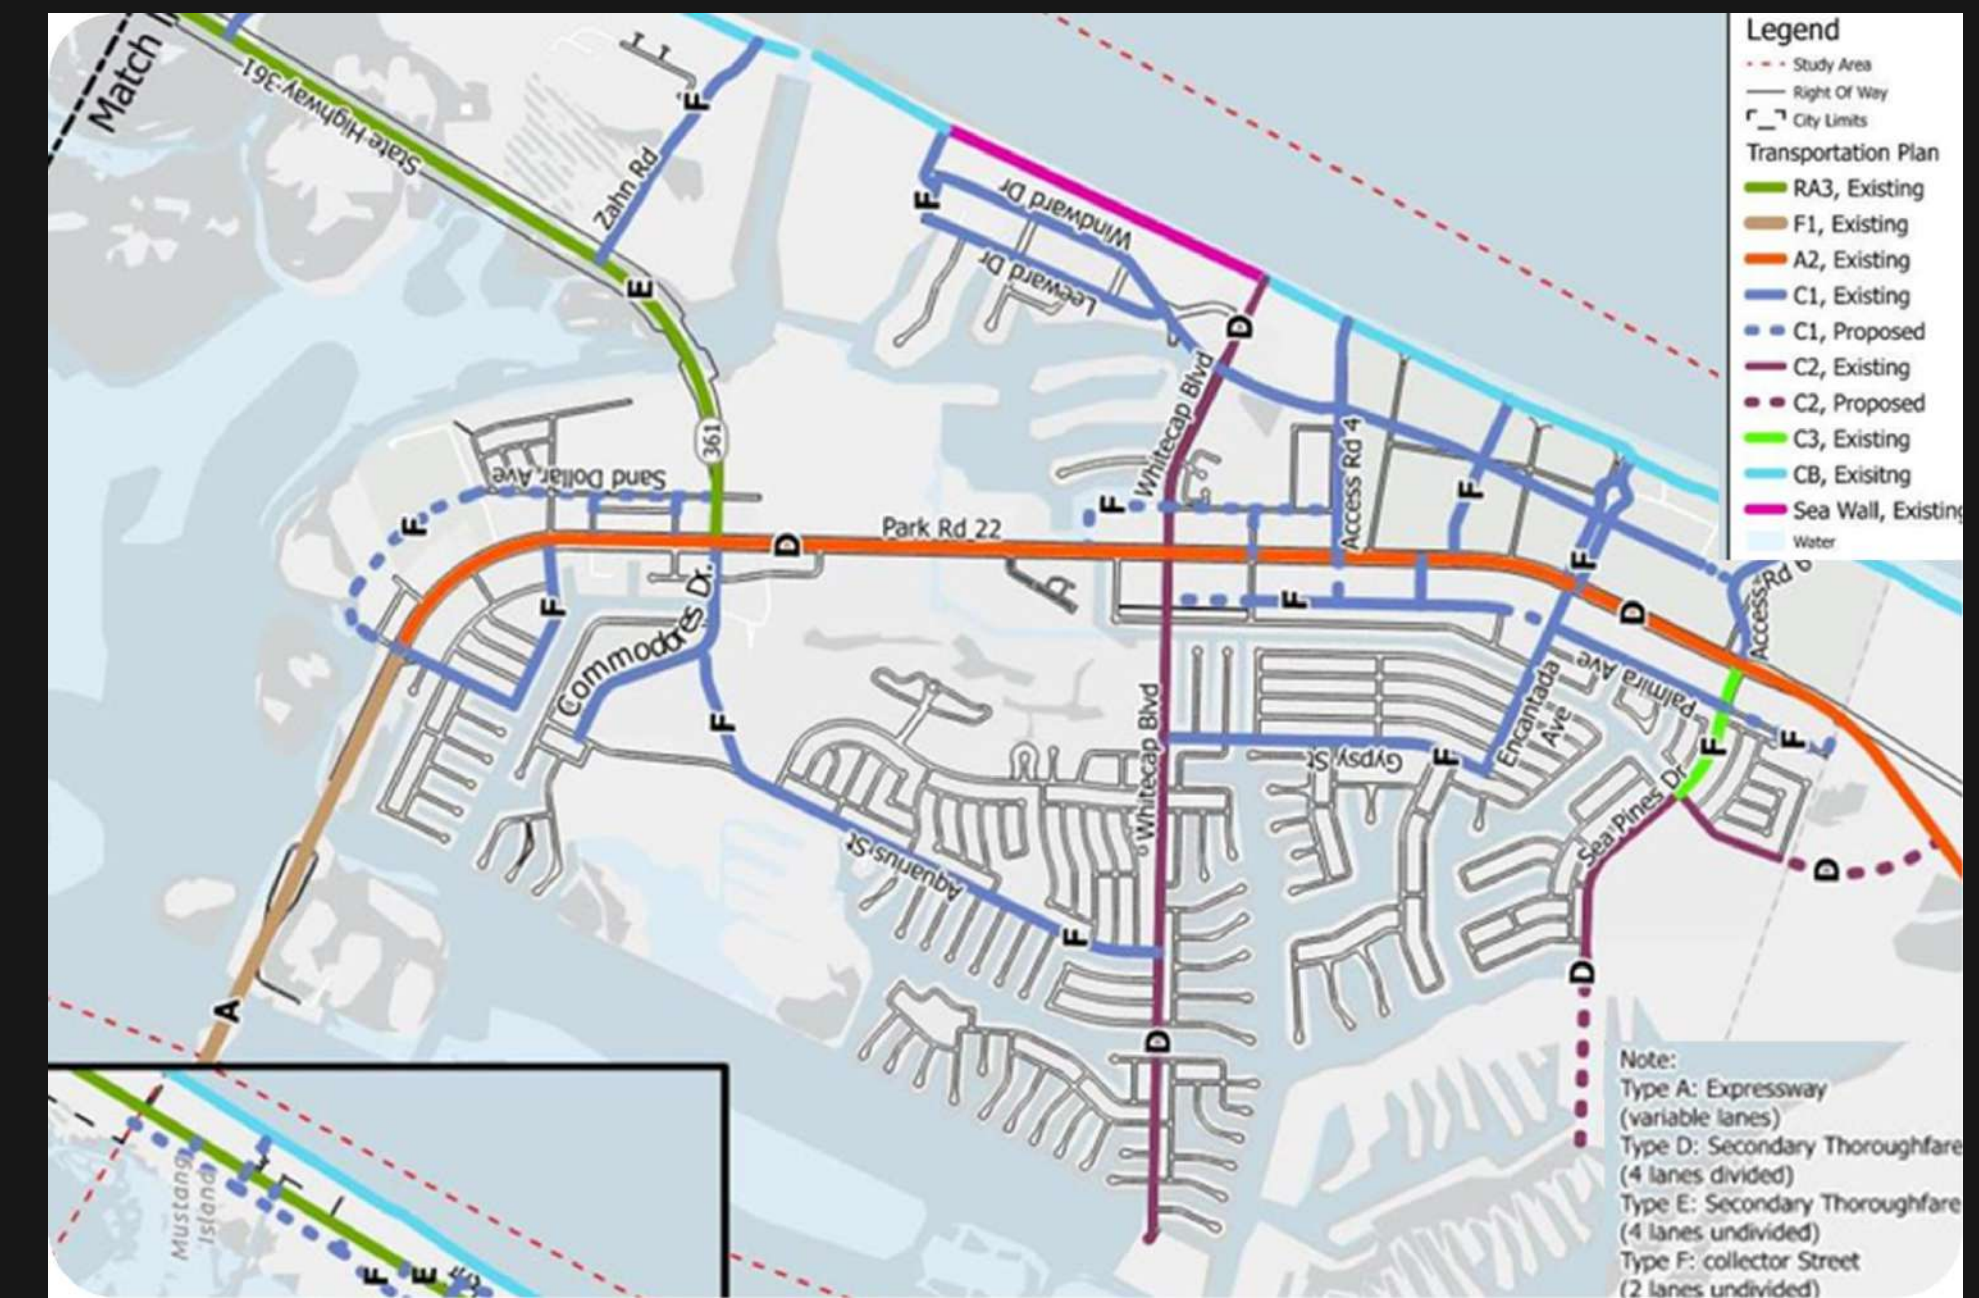 Match
State Highway 361
Zahn Rd
F
E
F
Windward Dr
Leeward Dr
D
Whitecap Blvd
361
Sand Dollar Ave
F
F
Access Rd 4
F
Park Rd 22
D
F
F
F
D
Access Rd 6
Commodores Dr.
F
Palmira Ave
Encantada
Ave
F
F
Whitecap Blvd
Gypsy St
F
Sea Pines Dr
D
Aquarius St
F
D
A
D
Mustang
Island
F
E
Legend
Study Area
Right Of Way
City Limits
Transportation Plan
RA3, Existing
F1, Existing
A2, Existing
C1, Existing
C1, Proposed
C2, Existing
C2, Proposed
C3, Existing
CB, Exisitng
Sea Wall, Existing
Water
Note:
Type A: Expressway
(variable lanes)
Type D: Secondary Thoroughfare
(4 lanes divided)
Type E: Secondary Thoroughfare
(4 lanes undivided)
Type F: collector Street
(2 lanes undivided)